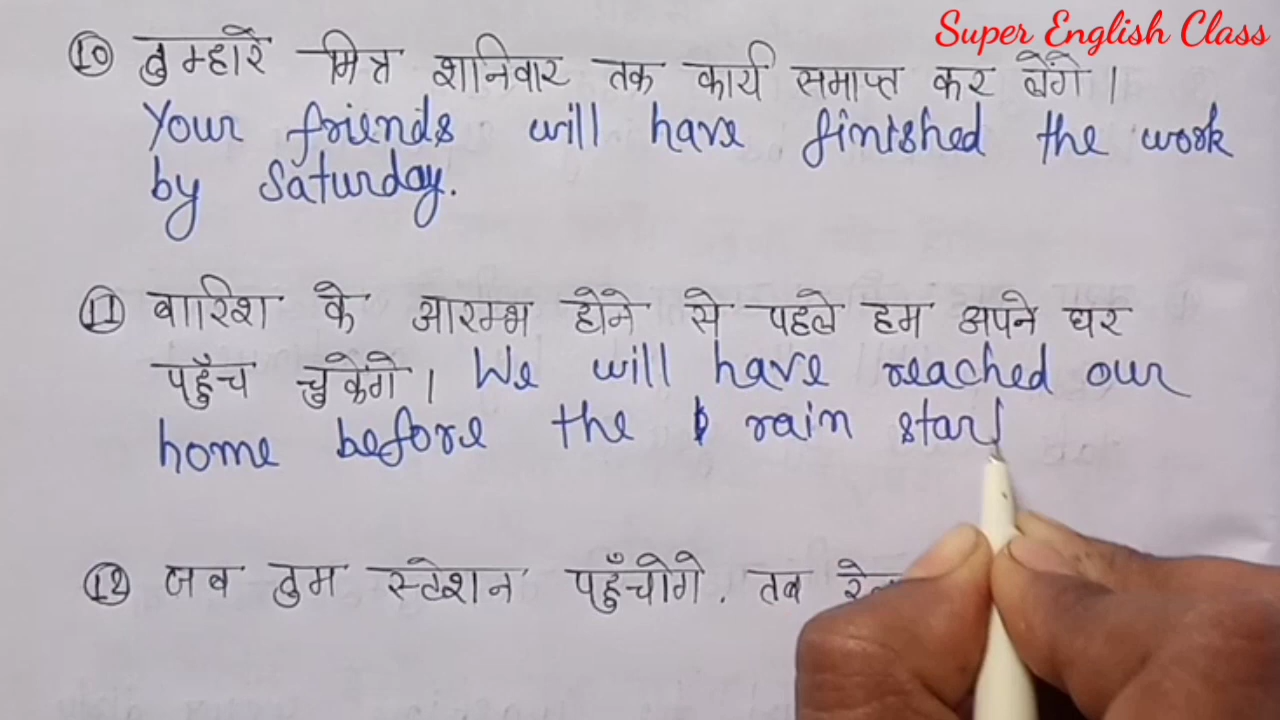 Super English Class
⑩ तुम्हारे मित्र शनिवार तक कार्य समाप्त कर लेंगे।
Your friends will have finished the work
by Saturday.
⑪ बारिश के आरम्भ होने से पहले हम अपने घर
पहुँच चुकेंगे। We will have reached our
home before the rain start
⑫ जब तुम स्टेशन पहुँचोगे, तब